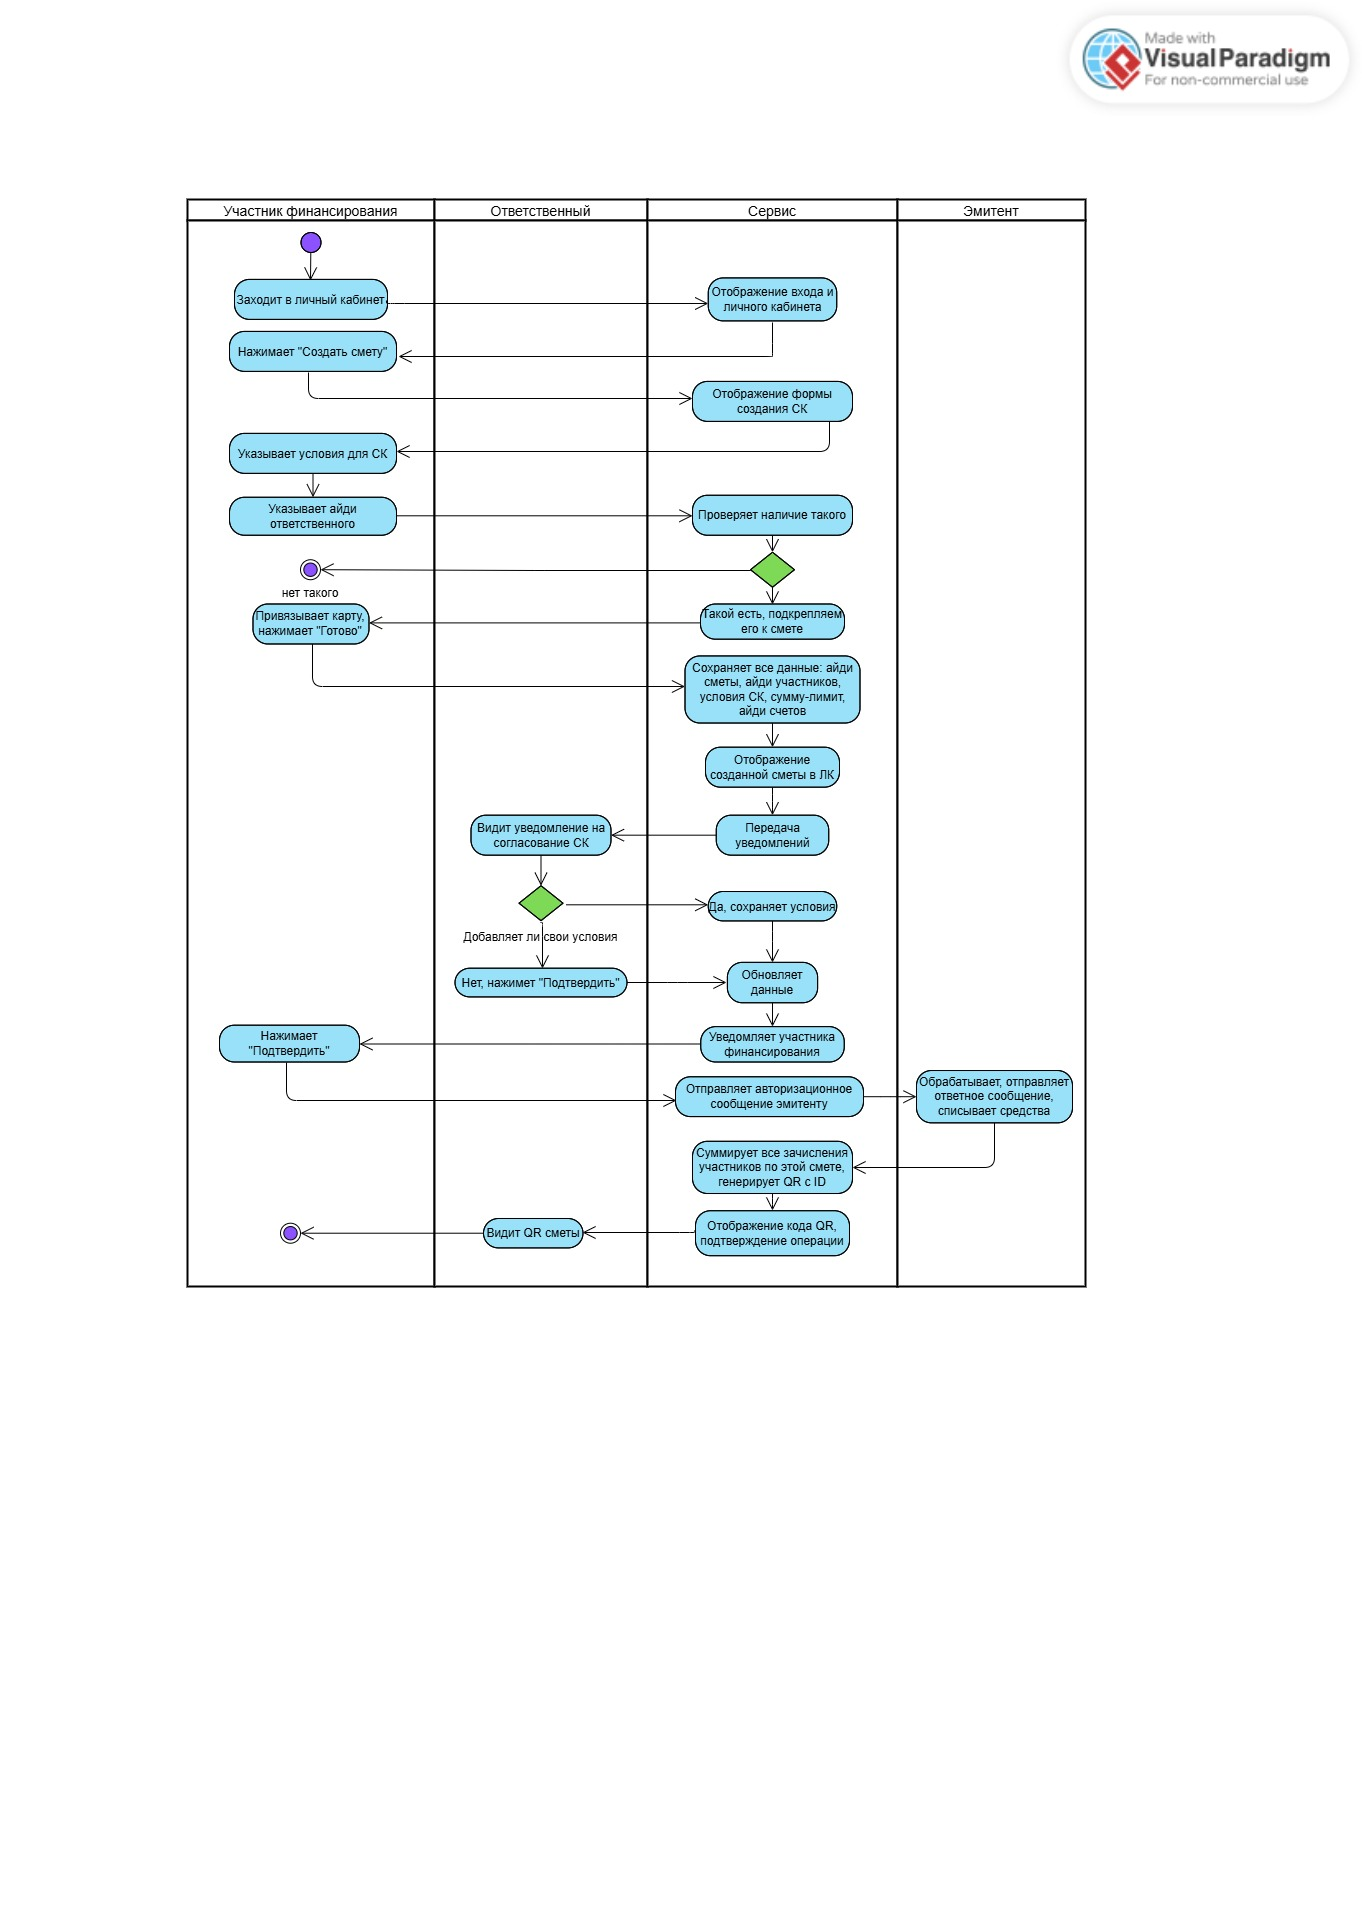 Made with
Visual Paradigm
For non-commercial use
Участник финансирования
Ответственный
Сервис
Эмитент
Заходит в личный кабинет
Отображение входа и
личного кабинета
Нажимает "Создать смету"
Отображение формы
создания СК
Указывает условия для СК
Указывает айди
ответственного
Проверяет наличие такого
нет такого
Такой есть, подкрепляем
его к смете
Привязывает карту,
нажимает "Готово"
Сохраняет все данные: айди
сметы, айди участников,
условия СК, сумму-лимит,
айди счетов
Отображение
созданной сметы в ЛК
Передача
уведомлений
Видит уведомление на
согласование СК
Да, сохраняет условия
Добавляет ли свои условия
Нет, нажимет "Подтвердить"
Обновляет
данные
Уведомляет участника
финансирования
Нажимает
"Подтвердить"
Отправляет авторизационное
сообщение эмитенту
Обрабатывает, отправляет
ответное сообщение,
списывает средства
Суммирует все зачисления
участников по этой смете,
генерирует QR с ID
Отображение кода QR,
подтверждение операции
Видит QR сметы